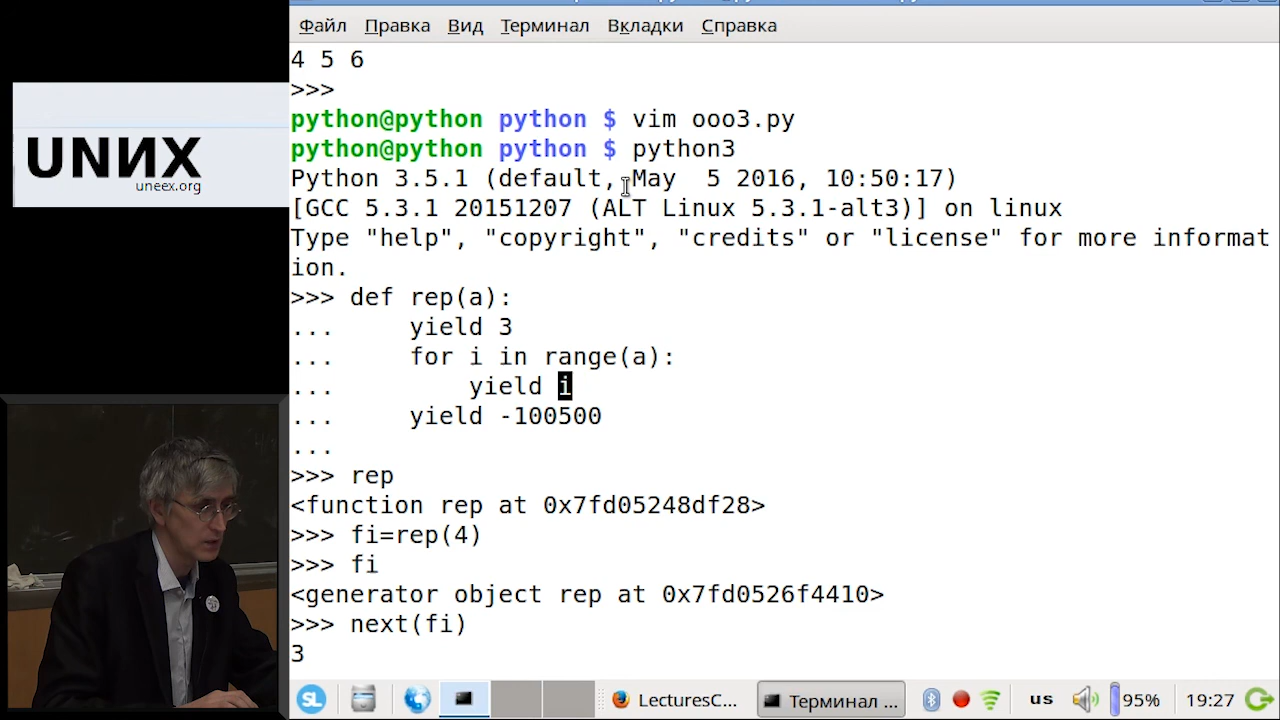 Файл Правка Вид Терминал Вкладки Справка
4 5 6
>>>
python@python python $ vim ooo3.py
python@python python $ python3
Python 3.5.1 (default, May  5 2016, 10:50:17)
[GCC 5.3.1 20151207 (ALT Linux 5.3.1-alt3)] on linux
Type "help", "copyright", "credits" or "license" for more informat
ion.
>>> def rep(a):
...     yield 3
...     for i in range(a):
...         yield i
...     yield -100500
...
>>> rep
<function rep at 0x7fd05248df28>
>>> fi=rep(4)
>>> fi
<generator object rep at 0x7fd0526f4410>
>>> next(fi)
3
UNИX
uneex.org
SL
LecturesC...
Терминал ...
us
95%
19:27